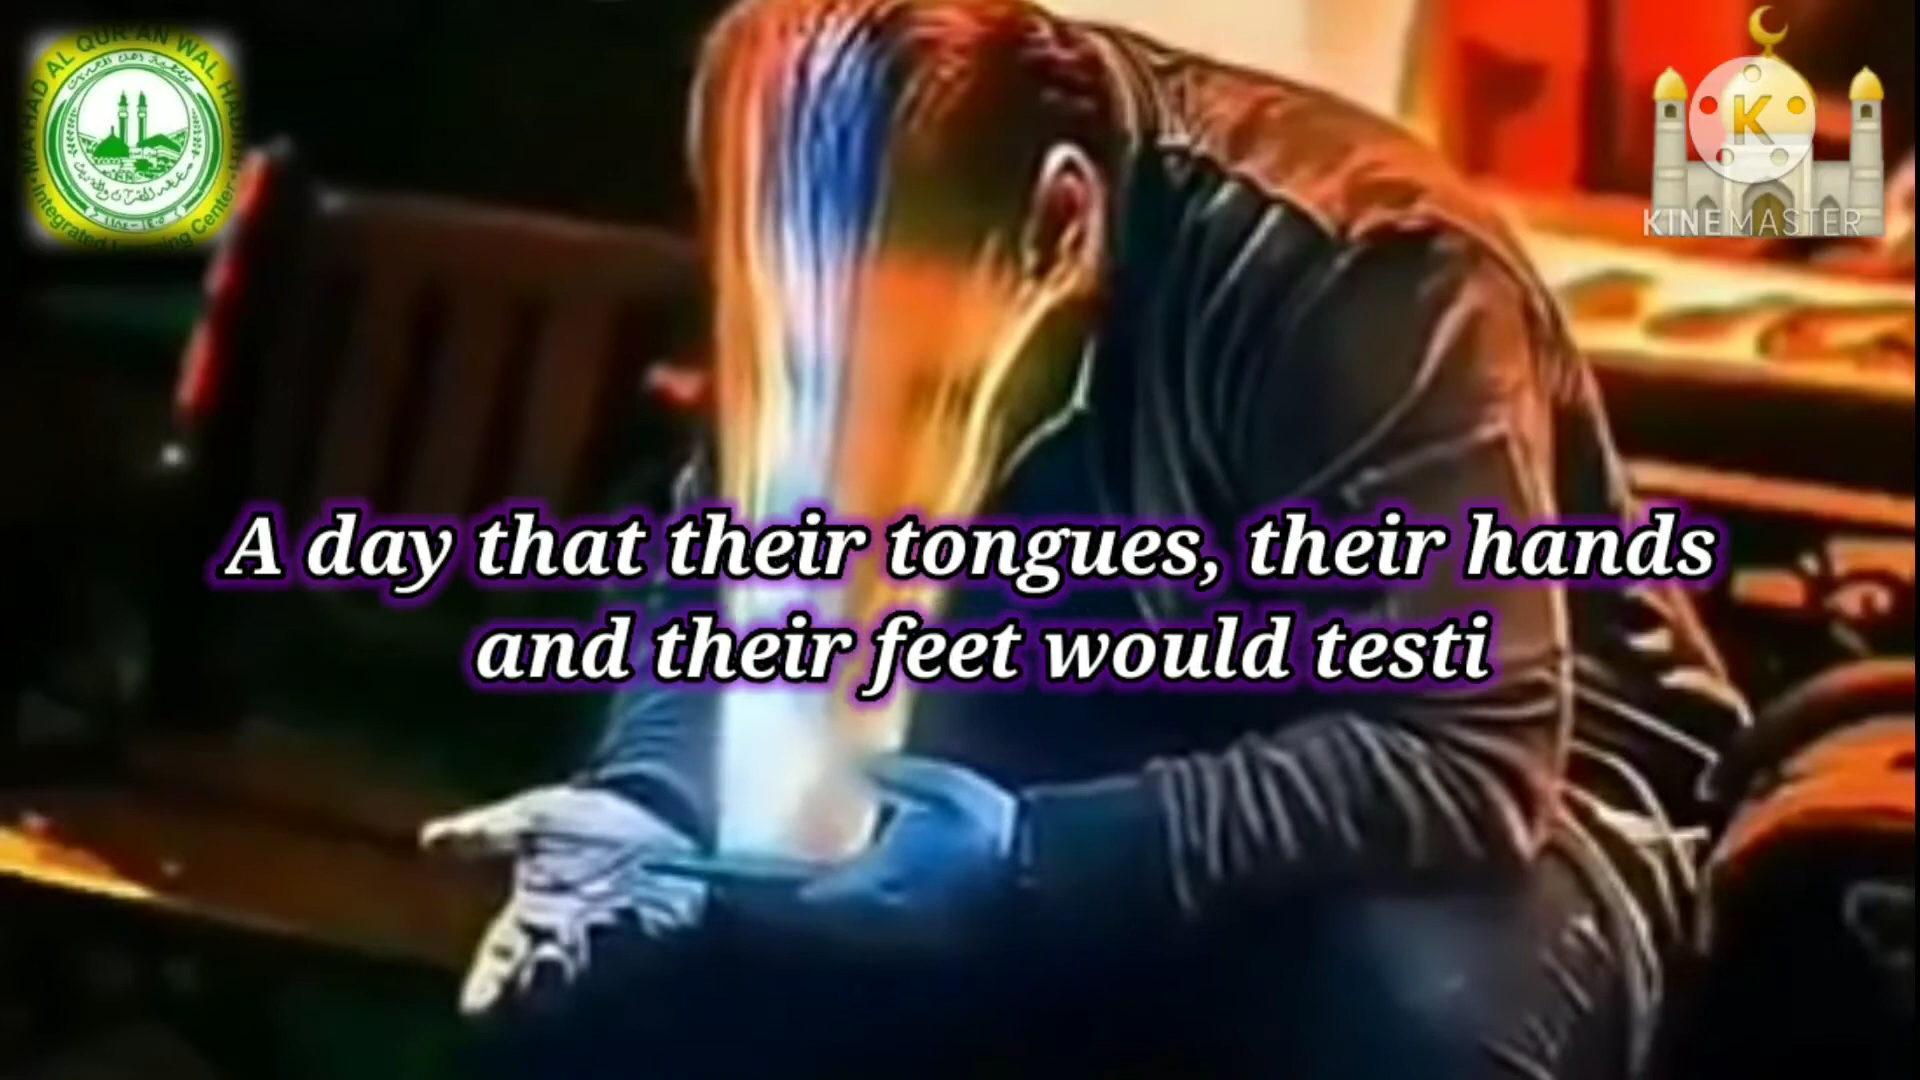 MA'HAD AL QUR'AN WAL HADITH
Integrated Learning Center
K
KINEMASTER
A day that their tongues, their hands
and their feet would testi